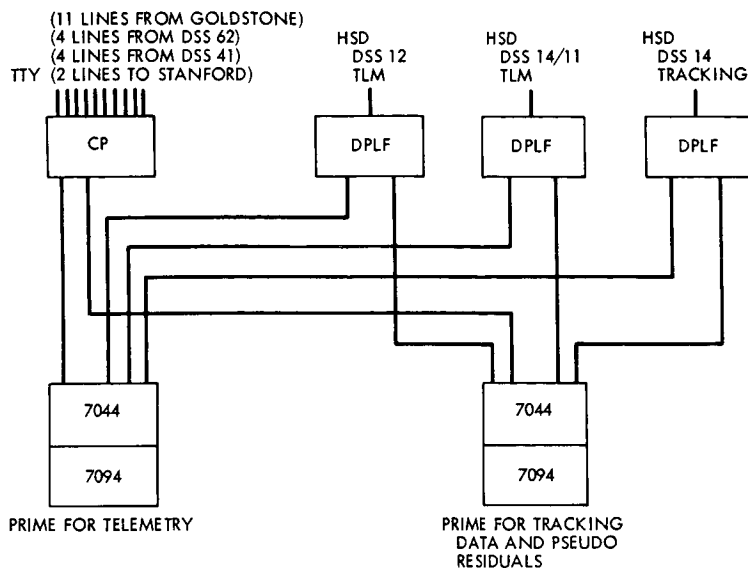 (11 LINES FROM GOLDSTONE)
(4 LINES FROM DSS 62)
(4 LINES FROM DSS 41)
TTY (2 LINES TO STANFORD)
HSD
DSS 12
TLM
HSD
DSS 14/11
TLM
HSD
DSS 14
TRACKING
CP
DPLF
DPLF
DPLF
7044
7094
PRIME FOR TELEMETRY
7044
7094
PRIME FOR TRACKING
DATA AND PSEUDO
RESIDUALS